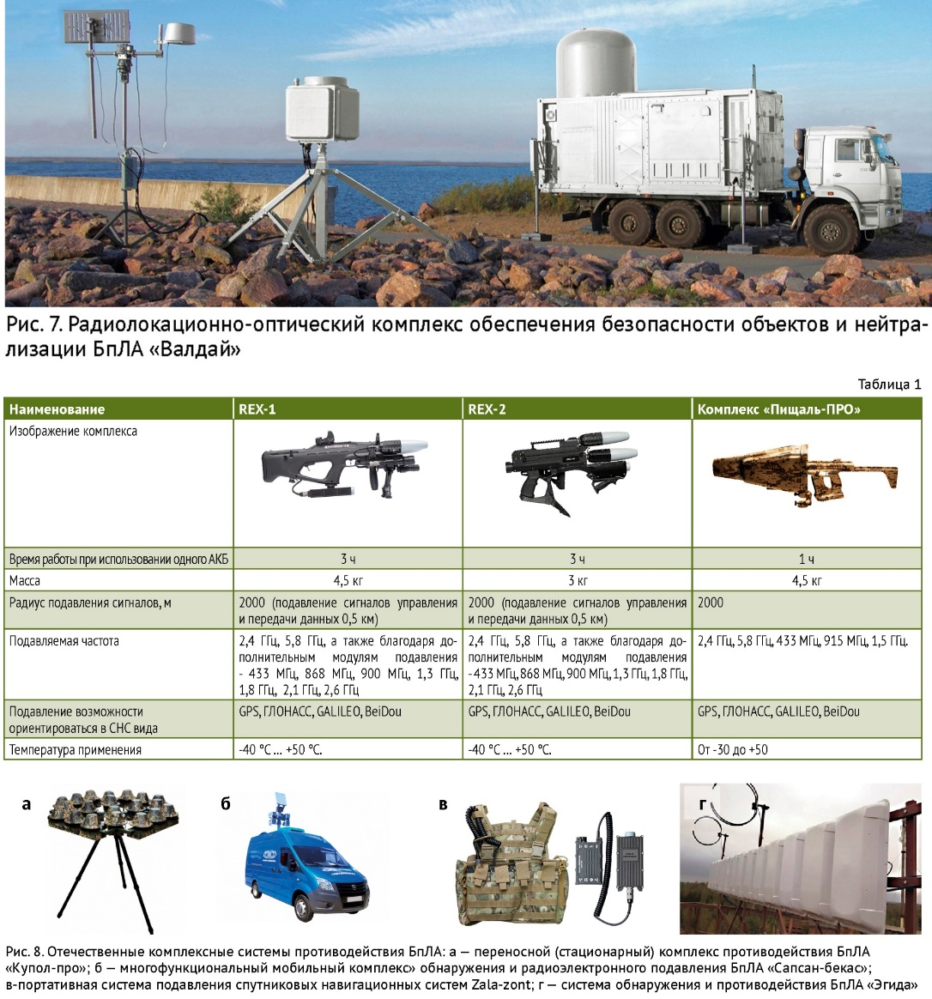 Рис. 7. Радиолокационно-оптический комплекс обеспечения безопасности объектов и нейтра-
лизации БпЛА «Валдай»
Таблица 1
Наименование
REX-1
REX-2
Комплекс «Пищаль-ПРО»
Изображение комплекса
Время работы при использовании одного АКБ
3 ч
3 ч
1 ч
Масса
4,5 кг
3 кг
4,5 кг
Радиус подавления сигналов, м
2000 (подавление сигналов управления
и передачи данных 0,5 км)
2000 (подавление сигналов управления
и передачи данных 0,5 км)
2000
Подавляемая частота
2,4 ГГц, 5,8 ГГц, а также благодаря до-
полнительным модулям подавления
- 433 МГц, 868 МГц, 900 МГц, 1,3 ГГц,
1,8 ГГц, 2,1 ГГц, 2,6 ГГц
2,4 ГГц, 5,8 ГГц, а также благодаря до-
полнительным модулям подавления
- 433 МГц, 868 МГц, 900 МГц, 1,3 ГГц, 1,8 ГГц,
2,1 ГГц, 2,6 ГГц
2,4 ГГц, 5,8 ГГц, 433 МГц, 915 МГц, 1,5 ГГц.
Подавление возможности
ориентироваться в СНС вида
GPS, ГЛОНАСС, GALILEO, BeiDou
GPS, ГЛОНАСС, GALILEO, BeiDou
GPS, ГЛОНАСС, GALILEO, BeiDou
Температура применения
-40 °C ... +50 °C.
-40 °C ... +50 °C.
От -30 до +50
а
б
в
г
Рис. 8. Отечественные комплексные системы противодействия БпЛА: а — переносной (стационарный) комплекс противодействия БпЛА
«Купол-про»; б — многофункциональный мобильный комплекс» обнаружения и радиоэлектронного подавления БпЛА «Сапсан-бекас»;
в-портативная система подавления спутниковых навигационных систем Zala-zont; г — система обнаружения и противодействия БпЛА «Эгида»